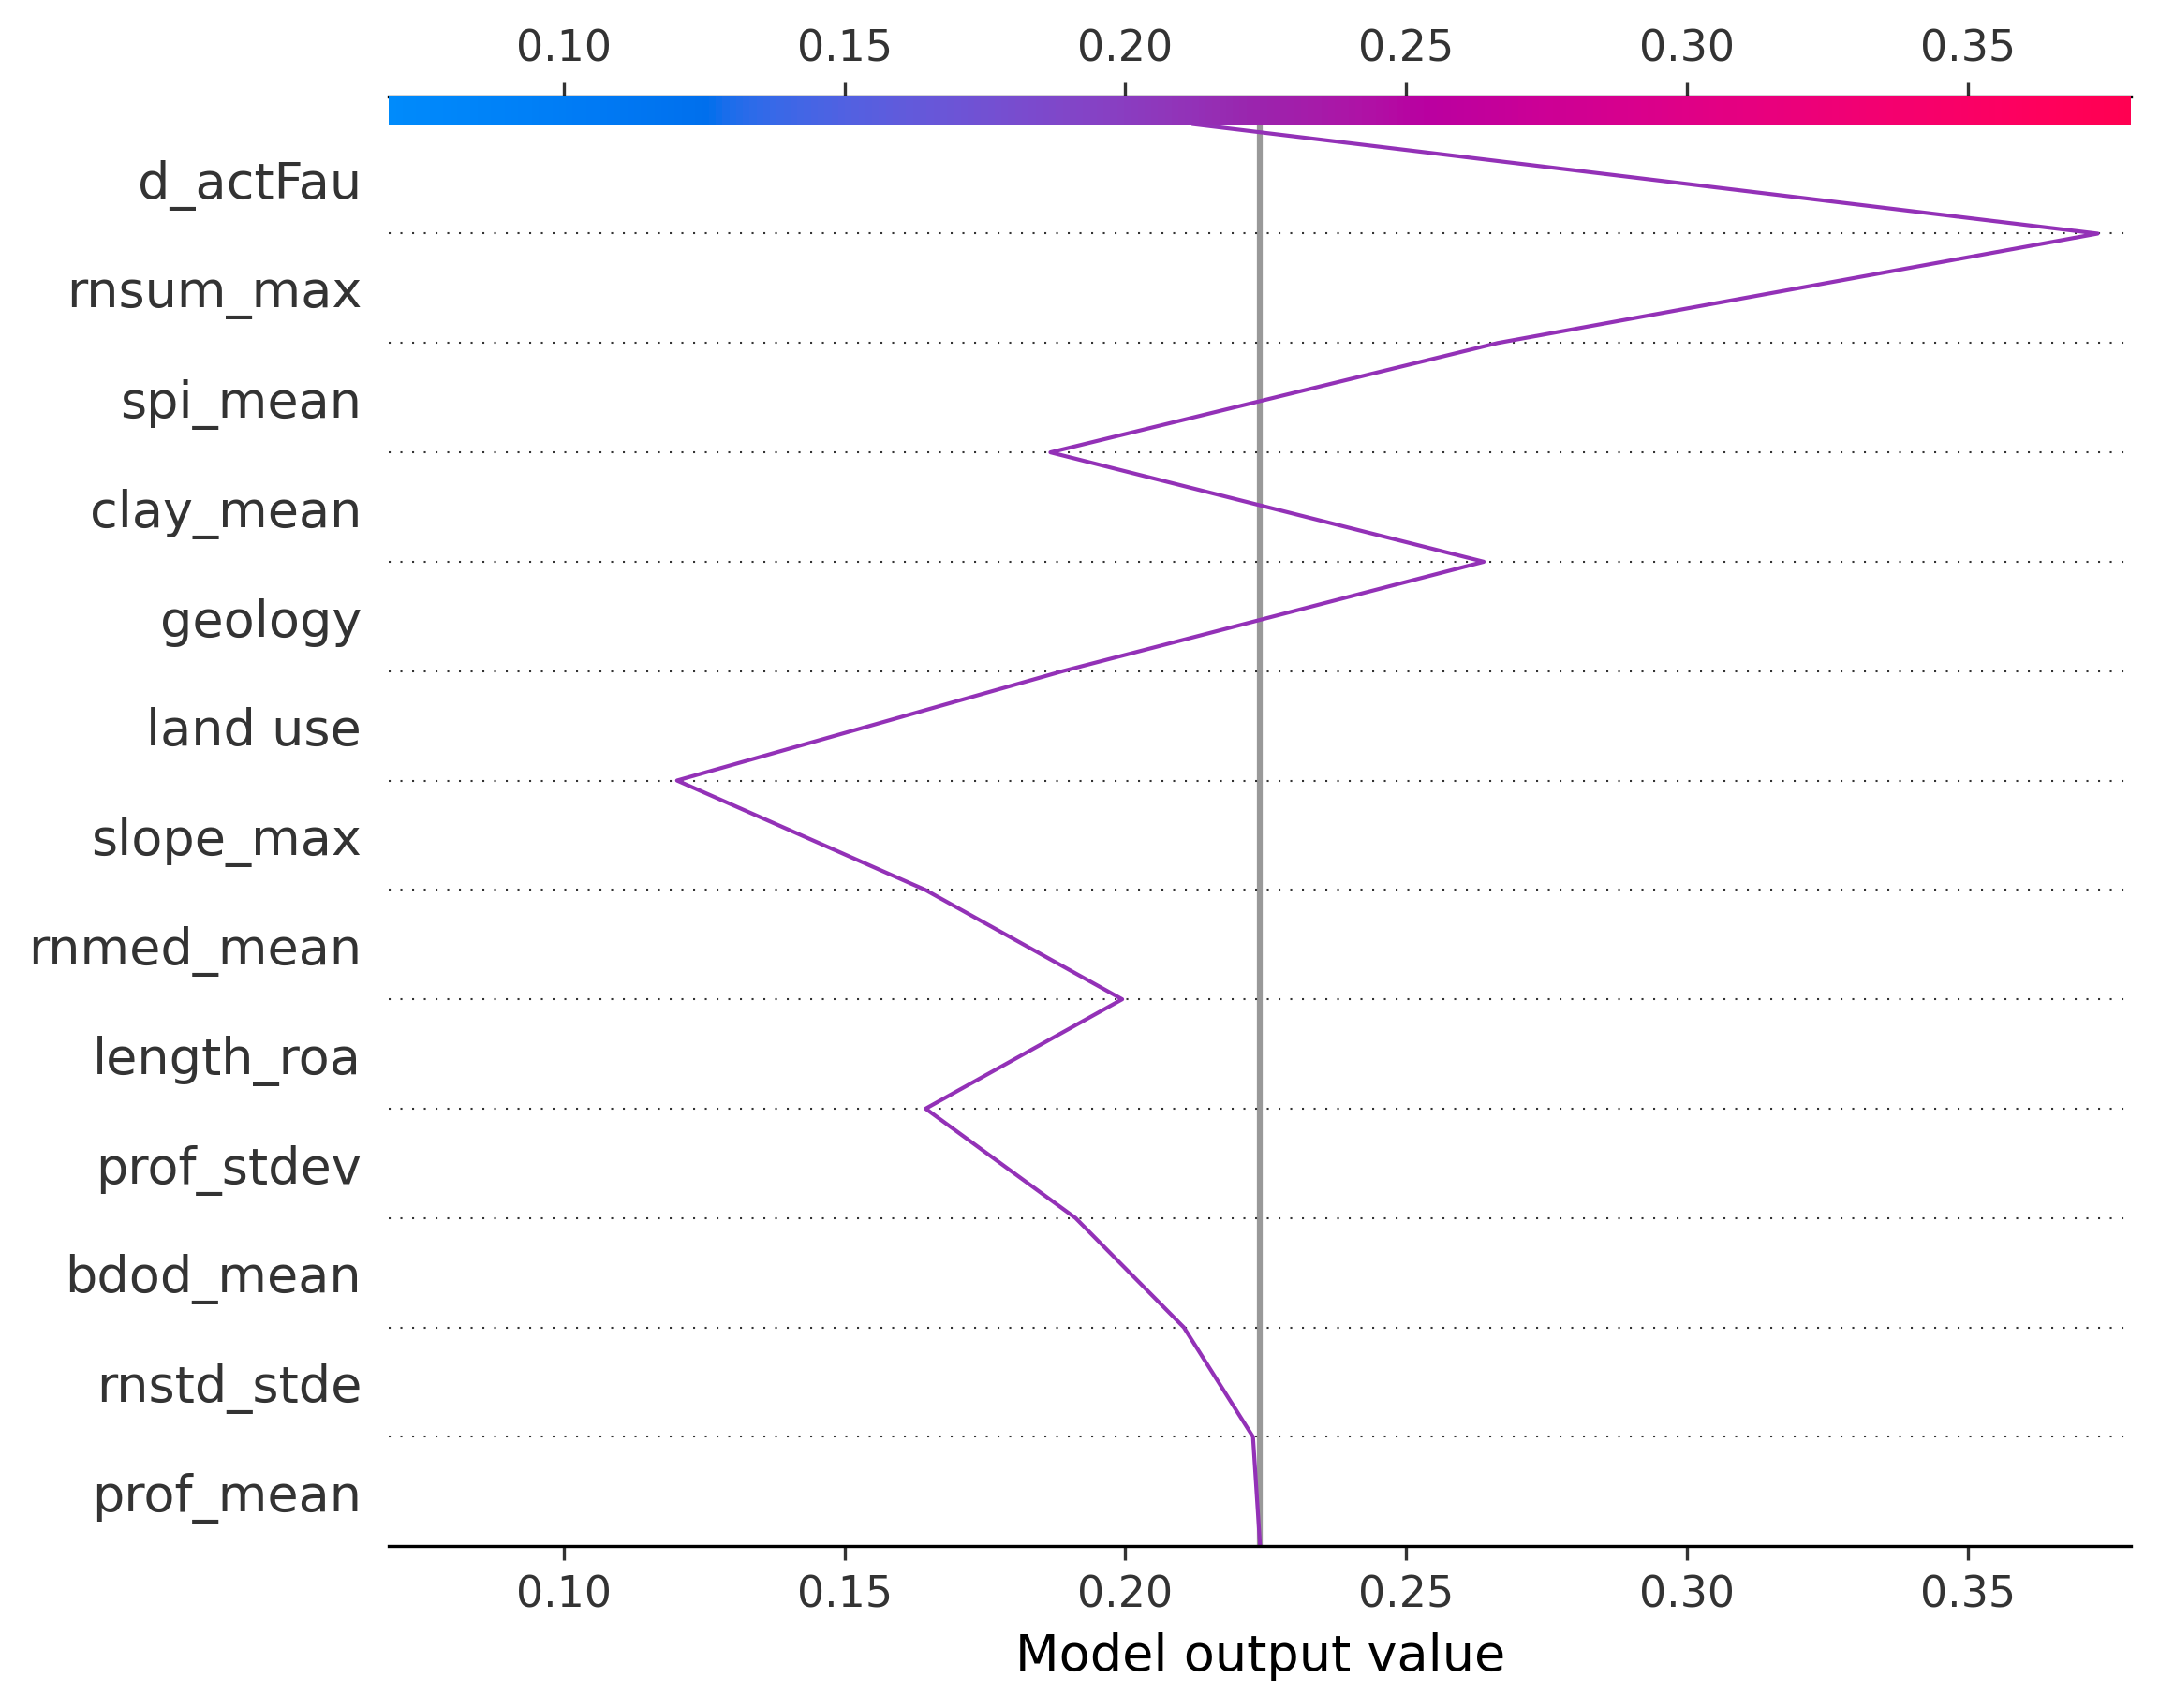 0.10 0.15 0.20 0.25 0.30 0.35
d_actFau
rnsum_max
spi_mean
clay_mean
geology
land use
slope_max
rnmed_mean
length_roa
prof_stdev
bdod_mean
rnstd_stde
prof_mean
0.10 0.15 0.20 0.25 0.30 0.35
Model output value